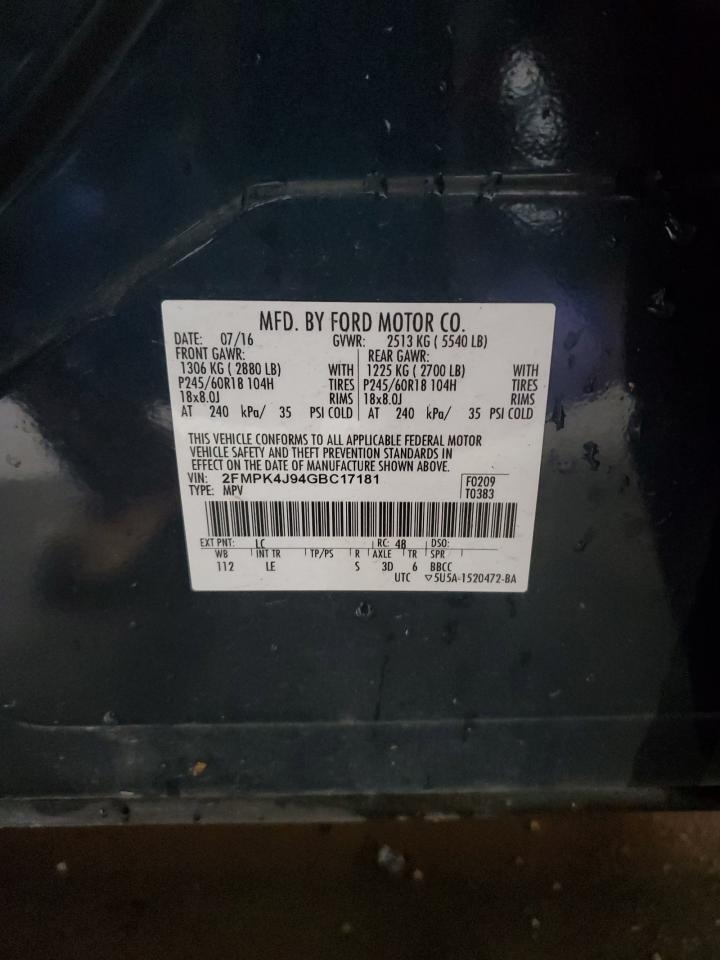 MFD. BY FORD MOTOR CO.
DATE: 07/16 GVWR: 2513 KG ( 5540 LB)
FRONT GAWR: REAR GAWR:
1306 KG ( 2880 LB) WITH 1225 KG ( 2700 LB) WITH
P245/60R18 104H TIRES P245/60R18 104H TIRES
18x8.0J RIMS 18x8.0J RIMS
AT 240 kPa/ 35 PSI COLD AT 240 kPa/ 35 PSI COLD
THIS VEHICLE CONFORMS TO ALL APPLICABLE FEDERAL MOTOR
VEHICLE SAFETY AND THEFT PREVENTION STANDARDS IN
EFFECT ON THE DATE OF MANUFACTURE SHOWN ABOVE.
VIN: 2FMPK4J94GBC17181 F0209
TYPE: MPV T0383
EXT PNT: LC RC: 48 DSO:
WB INT TR TP/PS R AXLE TR SPR
112 LE S 3D 6 BBCC
UTC ▽5U5A-1520472-BA